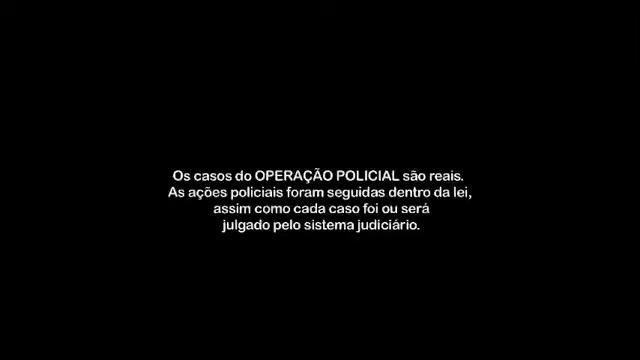 Os casos do OPERAÇÃO POLICIAL são reais.
As ações policiais foram seguidas dentro da lei,
assim como cada caso foi ou será
julgado pelo sistema judiciário.